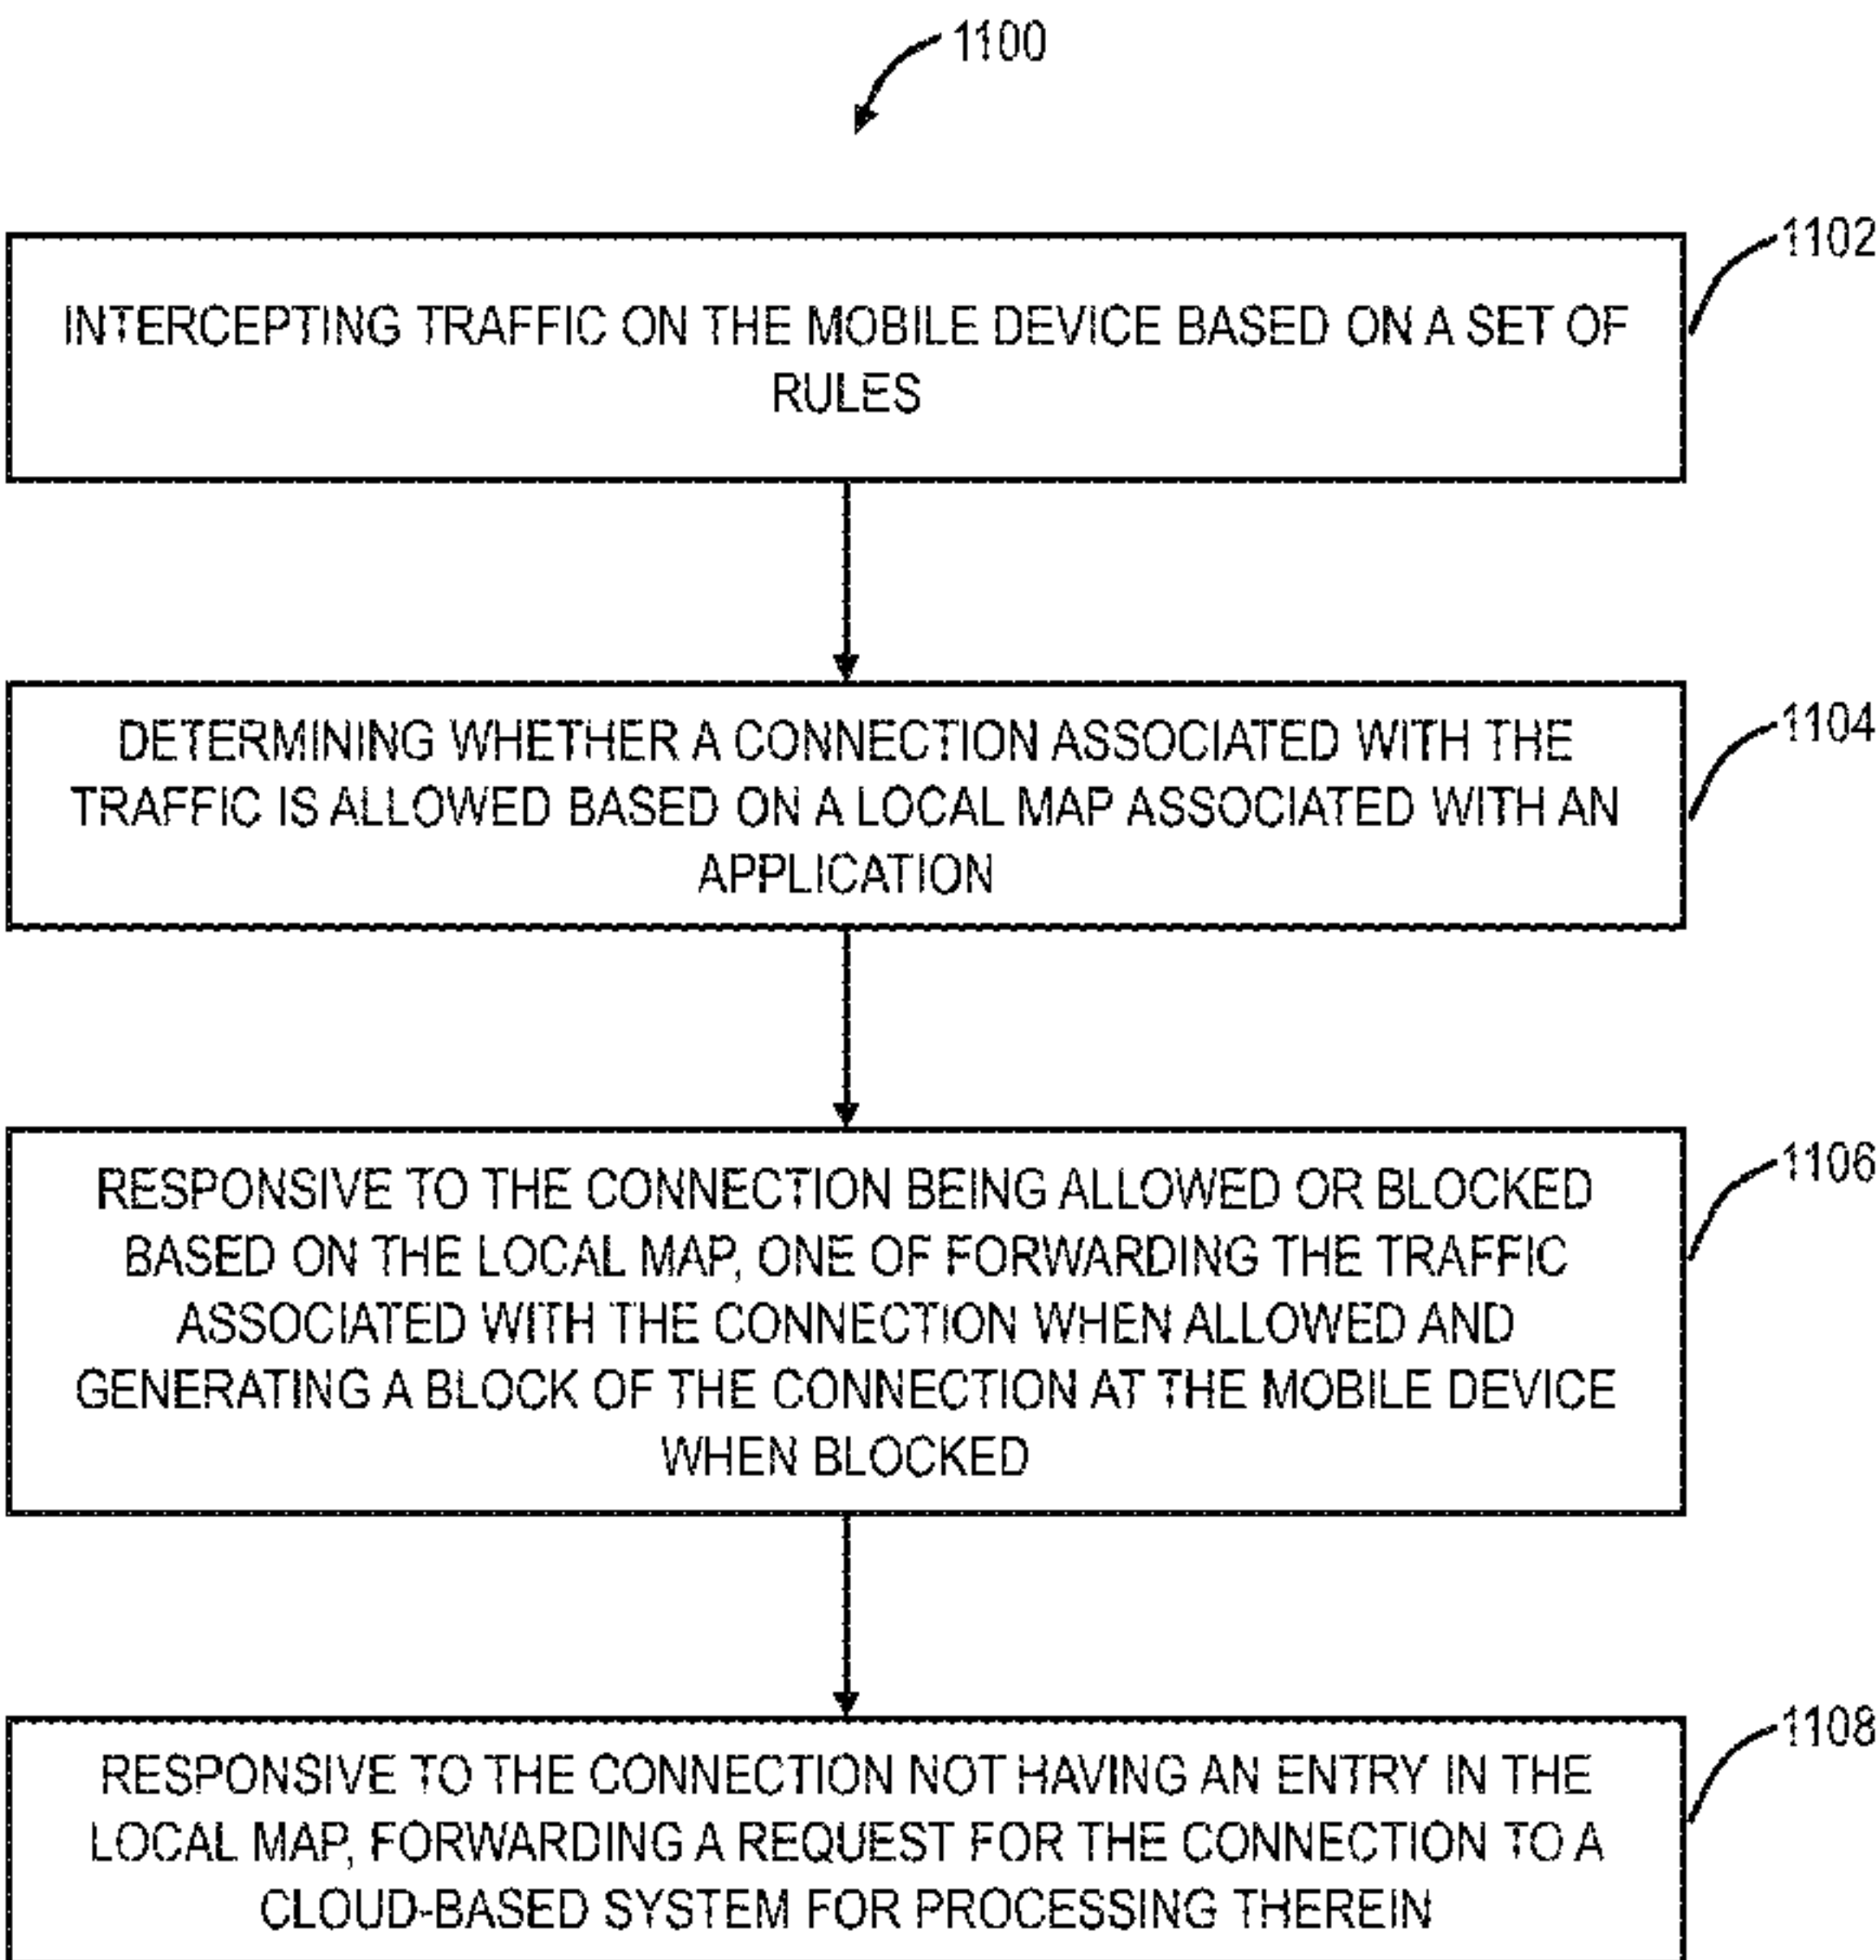 1100
1102
INTERCEPTING TRAFFIC ON THE MOBILE DEVICE BASED ON A SET OF
RULES
1104
DETERMINING WHETHER A CONNECTION ASSOCIATED WITH THE
TRAFFIC IS ALLOWED BASED ON A LOCAL MAP ASSOCIATED WITH AN
APPLICATION
1106
RESPONSIVE TO THE CONNECTION BEING ALLOWED OR BLOCKED
BASED ON THE LOCAL MAP, ONE OF FORWARDING THE TRAFFIC
ASSOCIATED WITH THE CONNECTION WHEN ALLOWED AND
GENERATING A BLOCK OF THE CONNECTION AT THE MOBILE DEVICE
WHEN BLOCKED
1108
RESPONSIVE TO THE CONNECTION NOT HAVING AN ENTRY IN THE
LOCAL MAP, FORWARDING A REQUEST FOR THE CONNECTION TO A
CLOUD-BASED SYSTEM FOR PROCESSING THEREIN